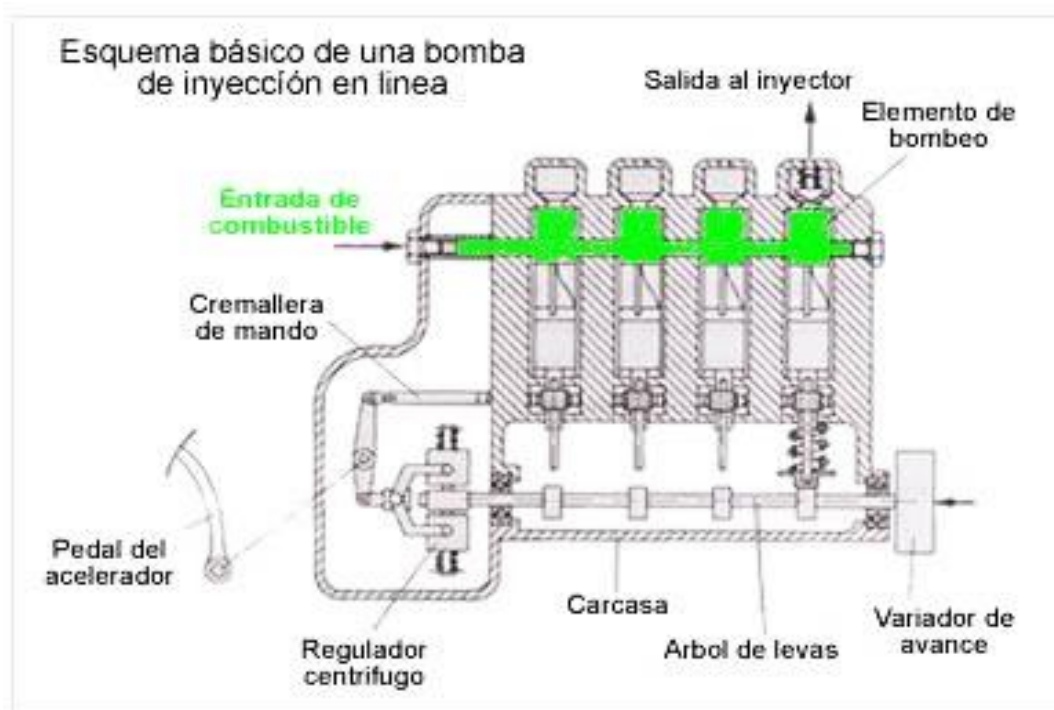 Esquema básico de una bomba
de inyección en linea
Salida al inyector
Elemento de
bombeo
Entrada de
combustible
Cremallera
de mando
Pedal del
acelerador
Regulador
centrifugo
Carcasa
Arbol de levas
Variador de
avance